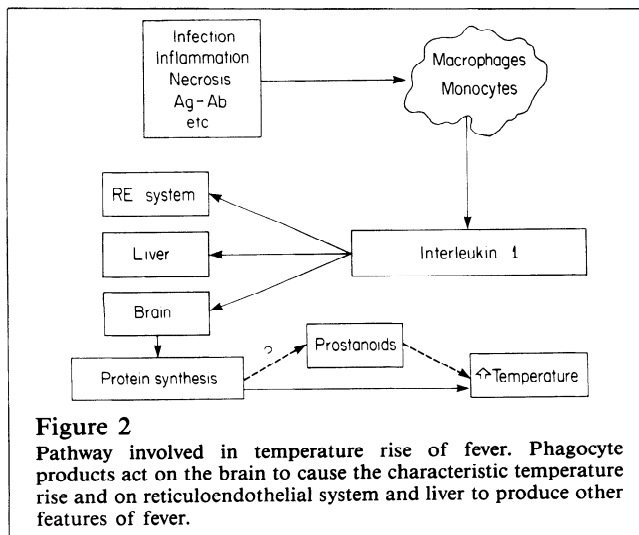 Infection
Inflammation
Necrosis
Ag-Ab
etc
Macrophages
Monocytes
RE system
Liver
Interleukin 1
Brain
?
Prostanoids
Protein synthesis
⇧Temperature
Figure 2
Pathway involved in temperature rise of fever. Phagocyte
products act on the brain to cause the characteristic temperature
rise and on reticuloendothelial system and liver to produce other
features of fever.